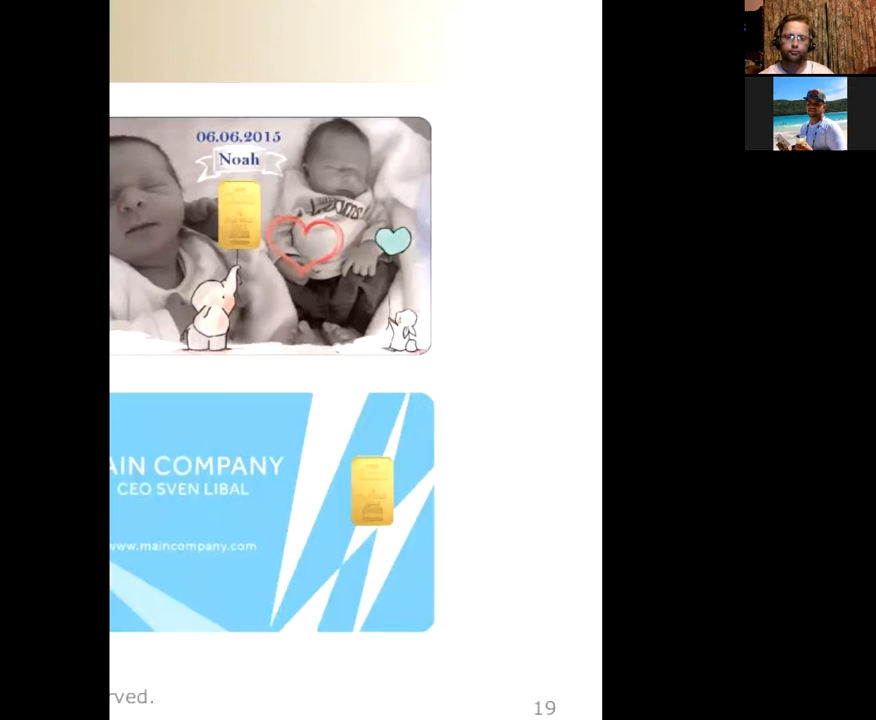 06.06.2015
Noah
AIN COMPANY
CEO SVEN LIBAL
www.maincompany.com
rved.
19